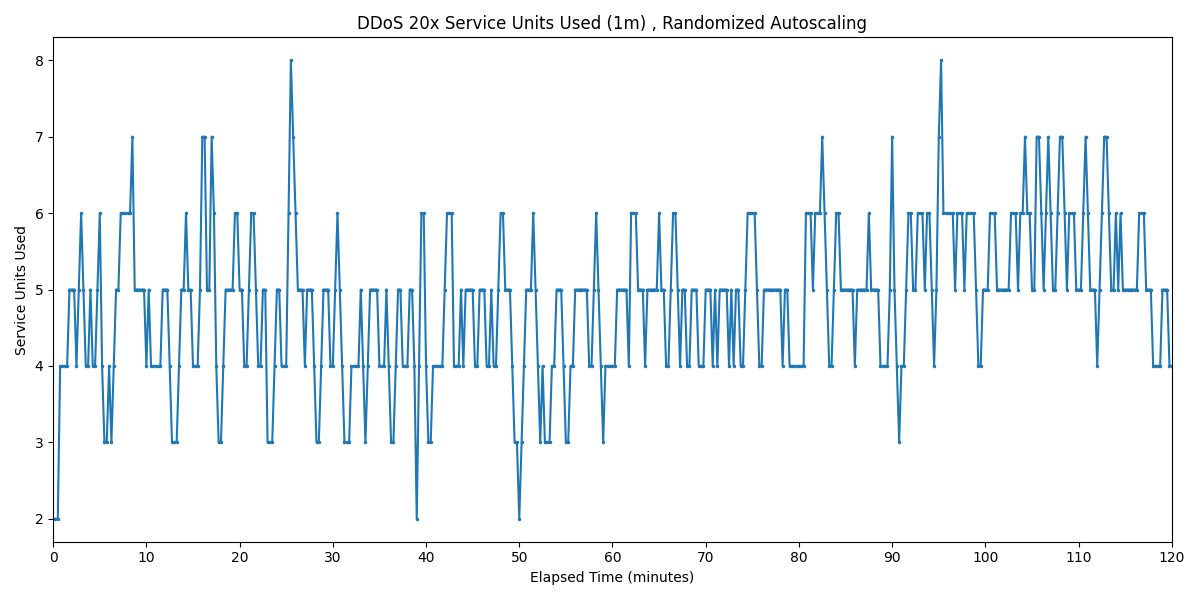 DDoS 20x Service Units Used (1m) , Randomized Autoscaling
Service Units Used
8
7
6
5
4
3
2
0 10 20 30 40 50 60 70 80 90 100 110 120
Elapsed Time (minutes)